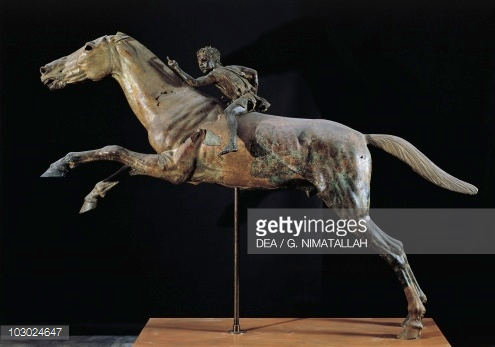 gettyimages
DEA / G. NIMATALLAH
103024647